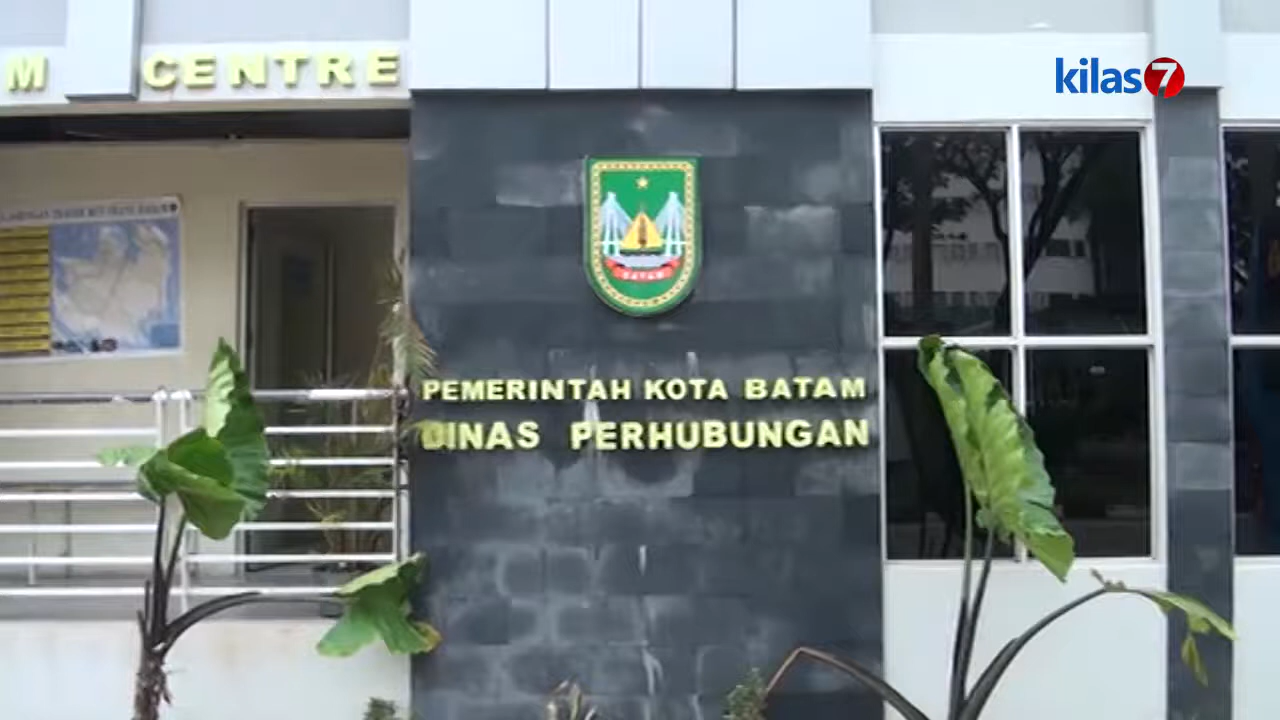 kilas7
M CENTRE
BATAM
PEMERINTAH KOTA BATAM
DINAS PERHUBUNGAN